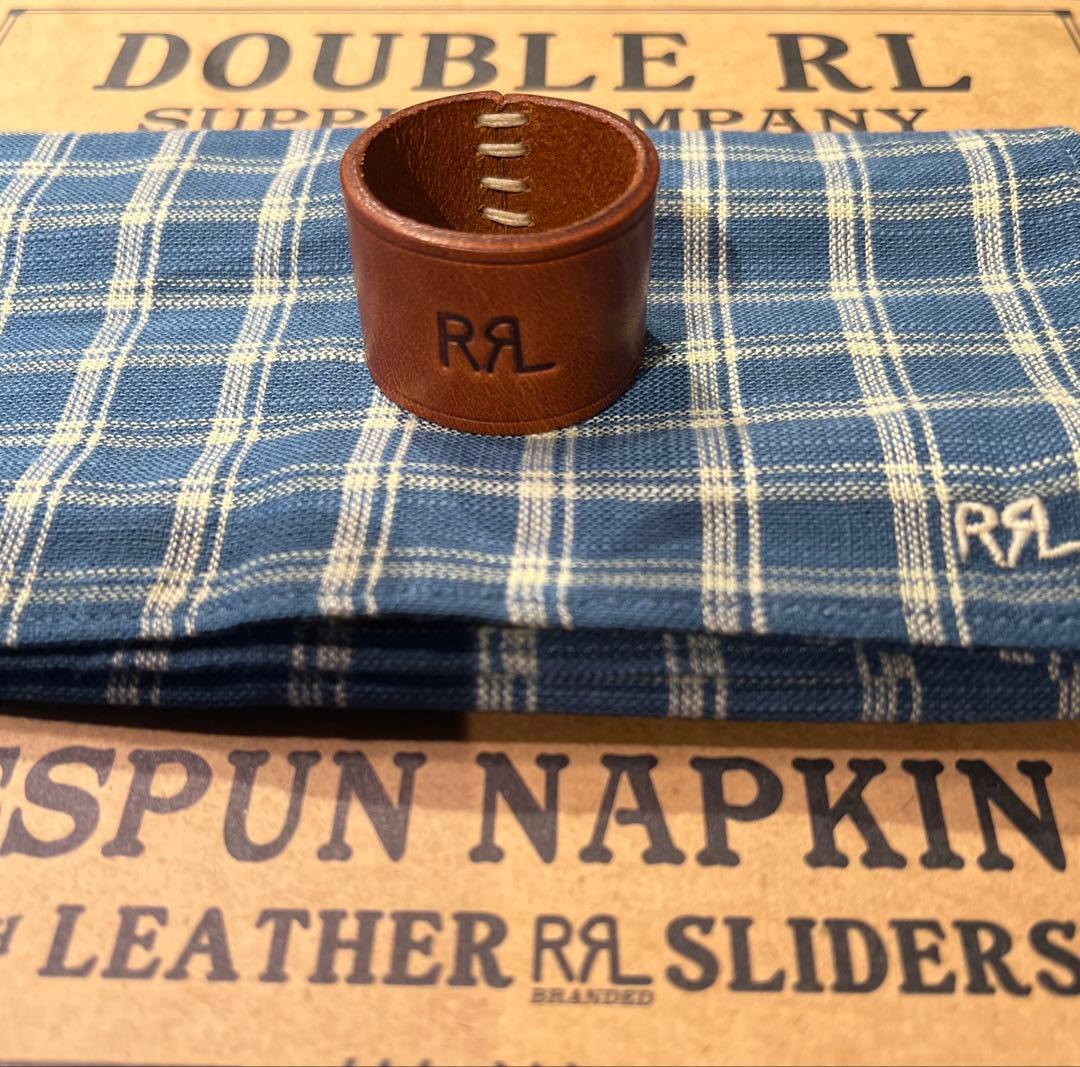 DOUBLE RL
RRL
RRL
NAPKIN
LEATHER RRL SLIDERS
BRANDED